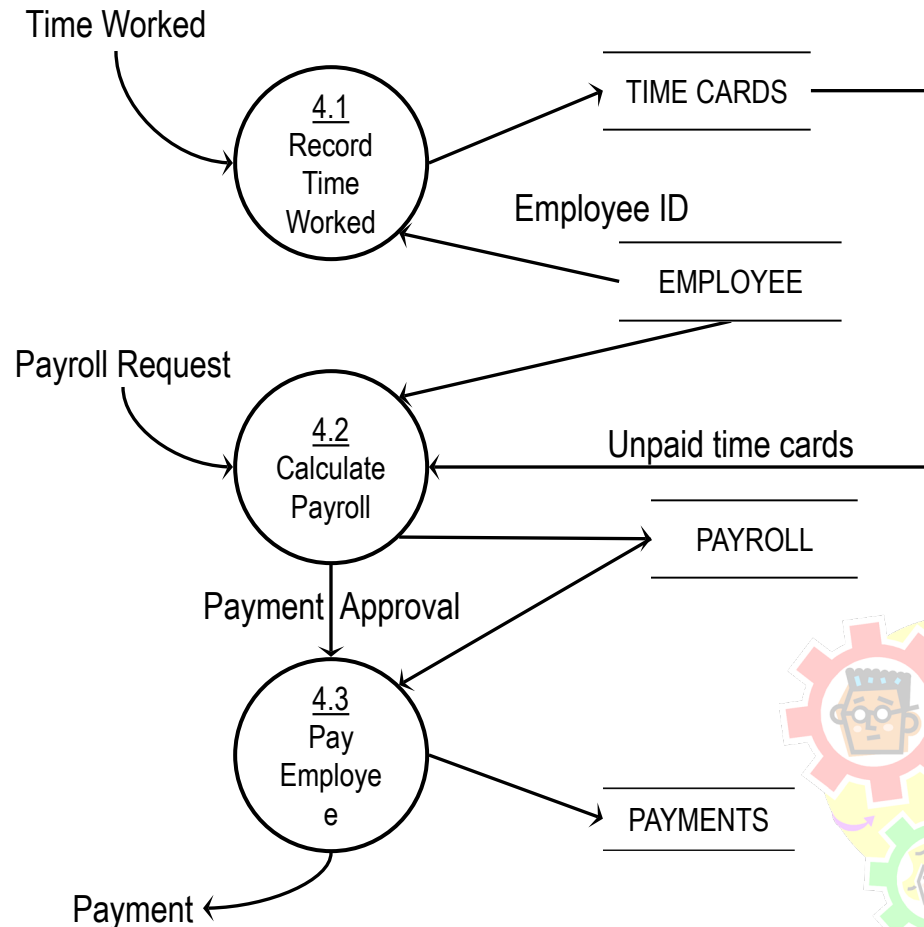 Time Worked
4.1
Record
Time
Worked
TIME CARDS
Employee ID
EMPLOYEE
Payroll Request
4.2
Calculate
Payroll
Unpaid time cards
PAYROLL
Payment Approval
4.3
Pay
Employe
e
PAYMENTS
Payment